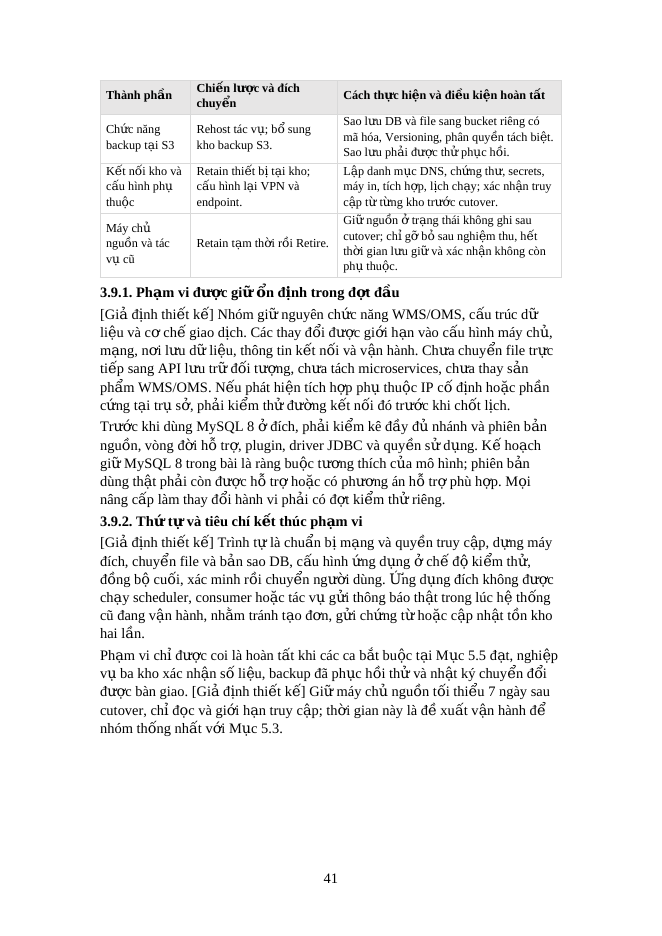 Thành phần
Chiến lược và đích
chuyển
Cách thực hiện và điều kiện hoàn tất
Chức năng
backup tại S3
Rehost tác vụ; bổ sung
kho backup S3.
Sao lưu DB và file sang bucket riêng có
mã hóa, Versioning, phân quyền tách biệt.
Sao lưu phải được thử phục hồi.
Kết nối kho và
cấu hình phụ
thuộc
Retain thiết bị tại kho;
cấu hình lại VPN và
endpoint.
Lập danh mục DNS, chứng thư, secrets,
máy in, tích hợp, lịch chạy; xác nhận truy
cập từ từng kho trước cutover.
Máy chủ
nguồn và tác
vụ cũ
Retain tạm thời rồi Retire.
Giữ nguồn ở trạng thái không ghi sau
cutover; chỉ gỡ bỏ sau nghiệm thu, hết
thời gian lưu giữ và xác nhận không còn
phụ thuộc.
3.9.1. Phạm vi được giữ ổn định trong đợt đầu
[Giả định thiết kế] Nhóm giữ nguyên chức năng WMS/OMS, cấu trúc dữ
liệu và cơ chế giao dịch. Các thay đổi được giới hạn vào cấu hình máy chủ,
mạng, nơi lưu dữ liệu, thông tin kết nối và vận hành. Chưa chuyển file trực
tiếp sang API lưu trữ đối tượng, chưa tách microservices, chưa thay sản
phẩm WMS/OMS. Nếu phát hiện tích hợp phụ thuộc IP cố định hoặc phần
cứng tại trụ sở, phải kiểm thử đường kết nối đó trước khi chốt lịch.
Trước khi dùng MySQL 8 ở đích, phải kiểm kê đầy đủ nhánh và phiên bản
nguồn, vòng đời hỗ trợ, plugin, driver JDBC và quyền sử dụng. Kế hoạch
giữ MySQL 8 trong bài là ràng buộc tương thích của mô hình; phiên bản
dùng thật phải còn được hỗ trợ hoặc có phương án hỗ trợ phù hợp. Mọi
nâng cấp làm thay đổi hành vi phải có đợt kiểm thử riêng.
3.9.2. Thứ tự và tiêu chí kết thúc phạm vi
[Giả định thiết kế] Trình tự là chuẩn bị mạng và quyền truy cập, dựng máy
đích, chuyển file và bản sao DB, cấu hình ứng dụng ở chế độ kiểm thử,
đồng bộ cuối, xác minh rồi chuyển người dùng. Ứng dụng đích không được
chạy scheduler, consumer hoặc tác vụ gửi thông báo thật trong lúc hệ thống
cũ đang vận hành, nhằm tránh tạo đơn, gửi chứng từ hoặc cập nhật tồn kho
hai lần.
Phạm vi chỉ được coi là hoàn tất khi các ca bắt buộc tại Mục 5.5 đạt, nghiệp
vụ ba kho xác nhận số liệu, backup đã phục hồi thử và nhật ký chuyển đổi
được bàn giao. [Giả định thiết kế] Giữ máy chủ nguồn tối thiểu 7 ngày sau
cutover, chỉ đọc và giới hạn truy cập; thời gian này là đề xuất vận hành để
nhóm thống nhất với Mục 5.3.
41